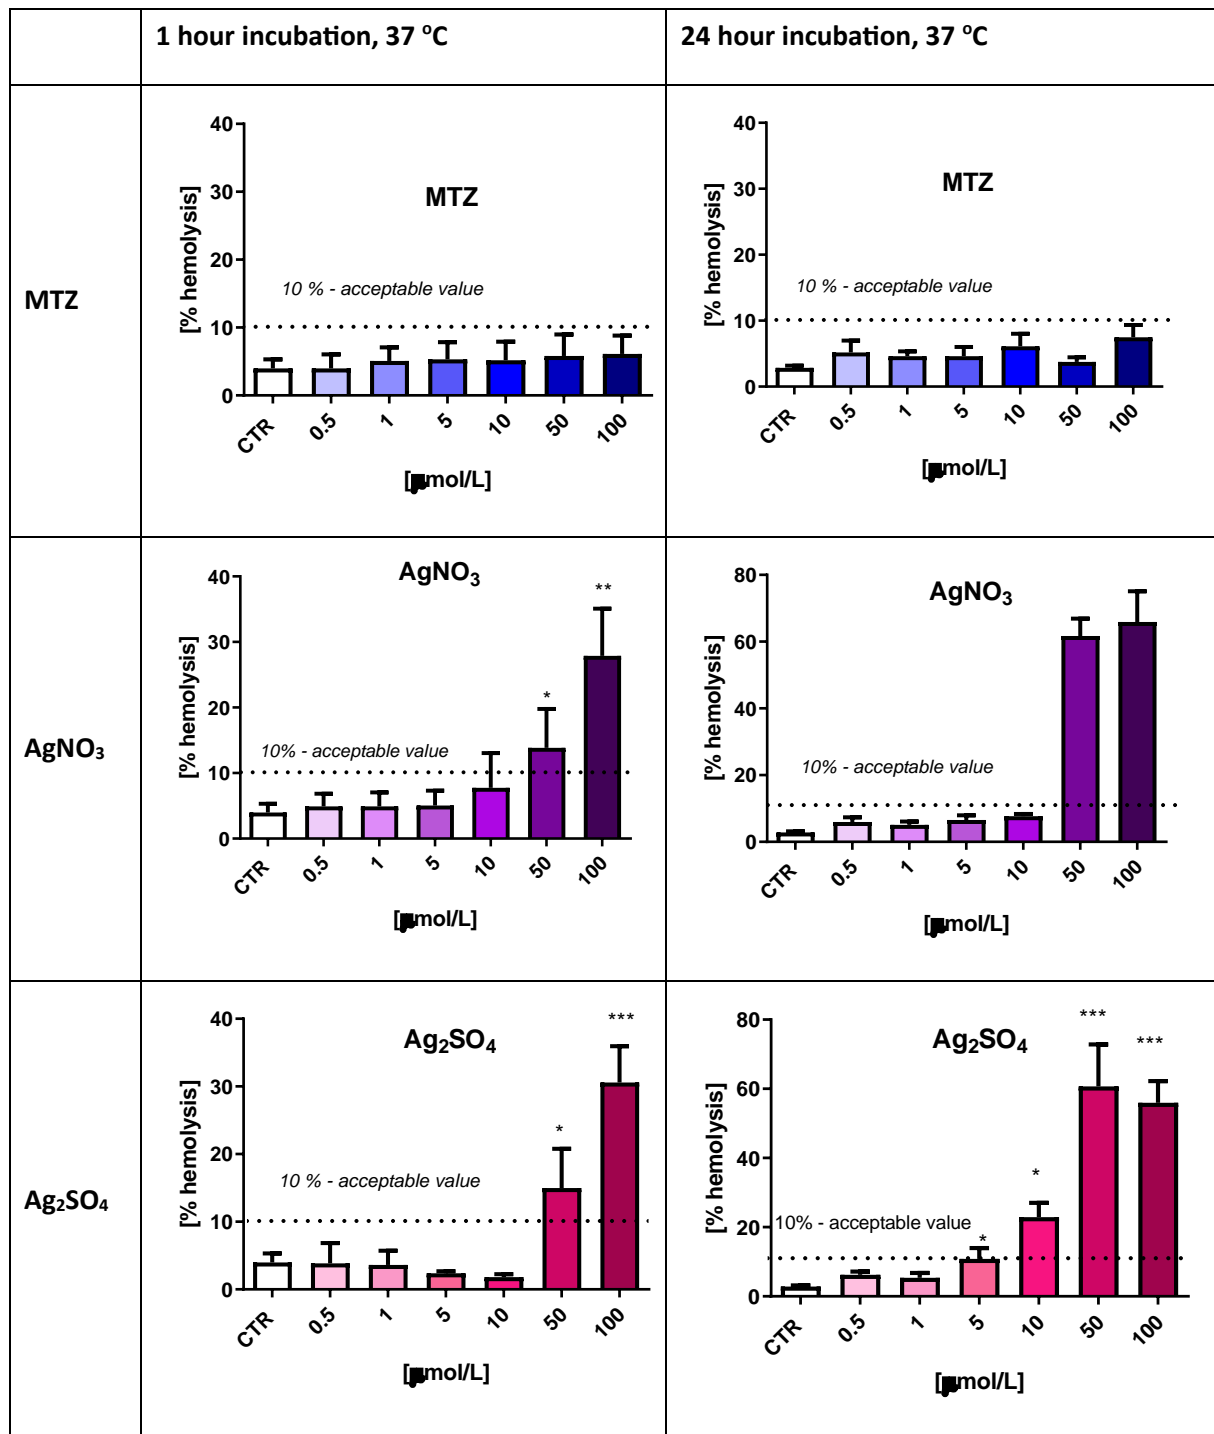 1 hour incubation, 37 °C
24 hour incubation, 37 °C
MTZ
40
30
20
10
0
[% hemolysis]
MTZ
10 % - acceptable value
CTR 0.5 1 5 10 50 100
[µmol/L]
40
30
20
10
0
[% hemolysis]
MTZ
10 % - acceptable value
CTR 0.5 1 5 10 50 100
[µmol/L]
AgNO₃
40
30
20
10
0
[% hemolysis]
AgNO₃
**
*
10% - acceptable value
CTR 0.5 1 5 10 50 100
[µmol/L]
80
60
40
20
0
[% hemolysis]
AgNO₃
10% - acceptable value
CTR 0.5 1 5 10 50 100
[µmol/L]
Ag₂SO₄
40
30
20
10
0
[% hemolysis]
Ag₂SO₄
***
*
10 % - acceptable value
CTR 0.5 1 5 10 50 100
[µmol/L]
80
60
40
20
0
[% hemolysis]
Ag₂SO₄
***
***
*
*
10% - acceptable value
CTR 0.5 1 5 10 50 100
[µmol/L]